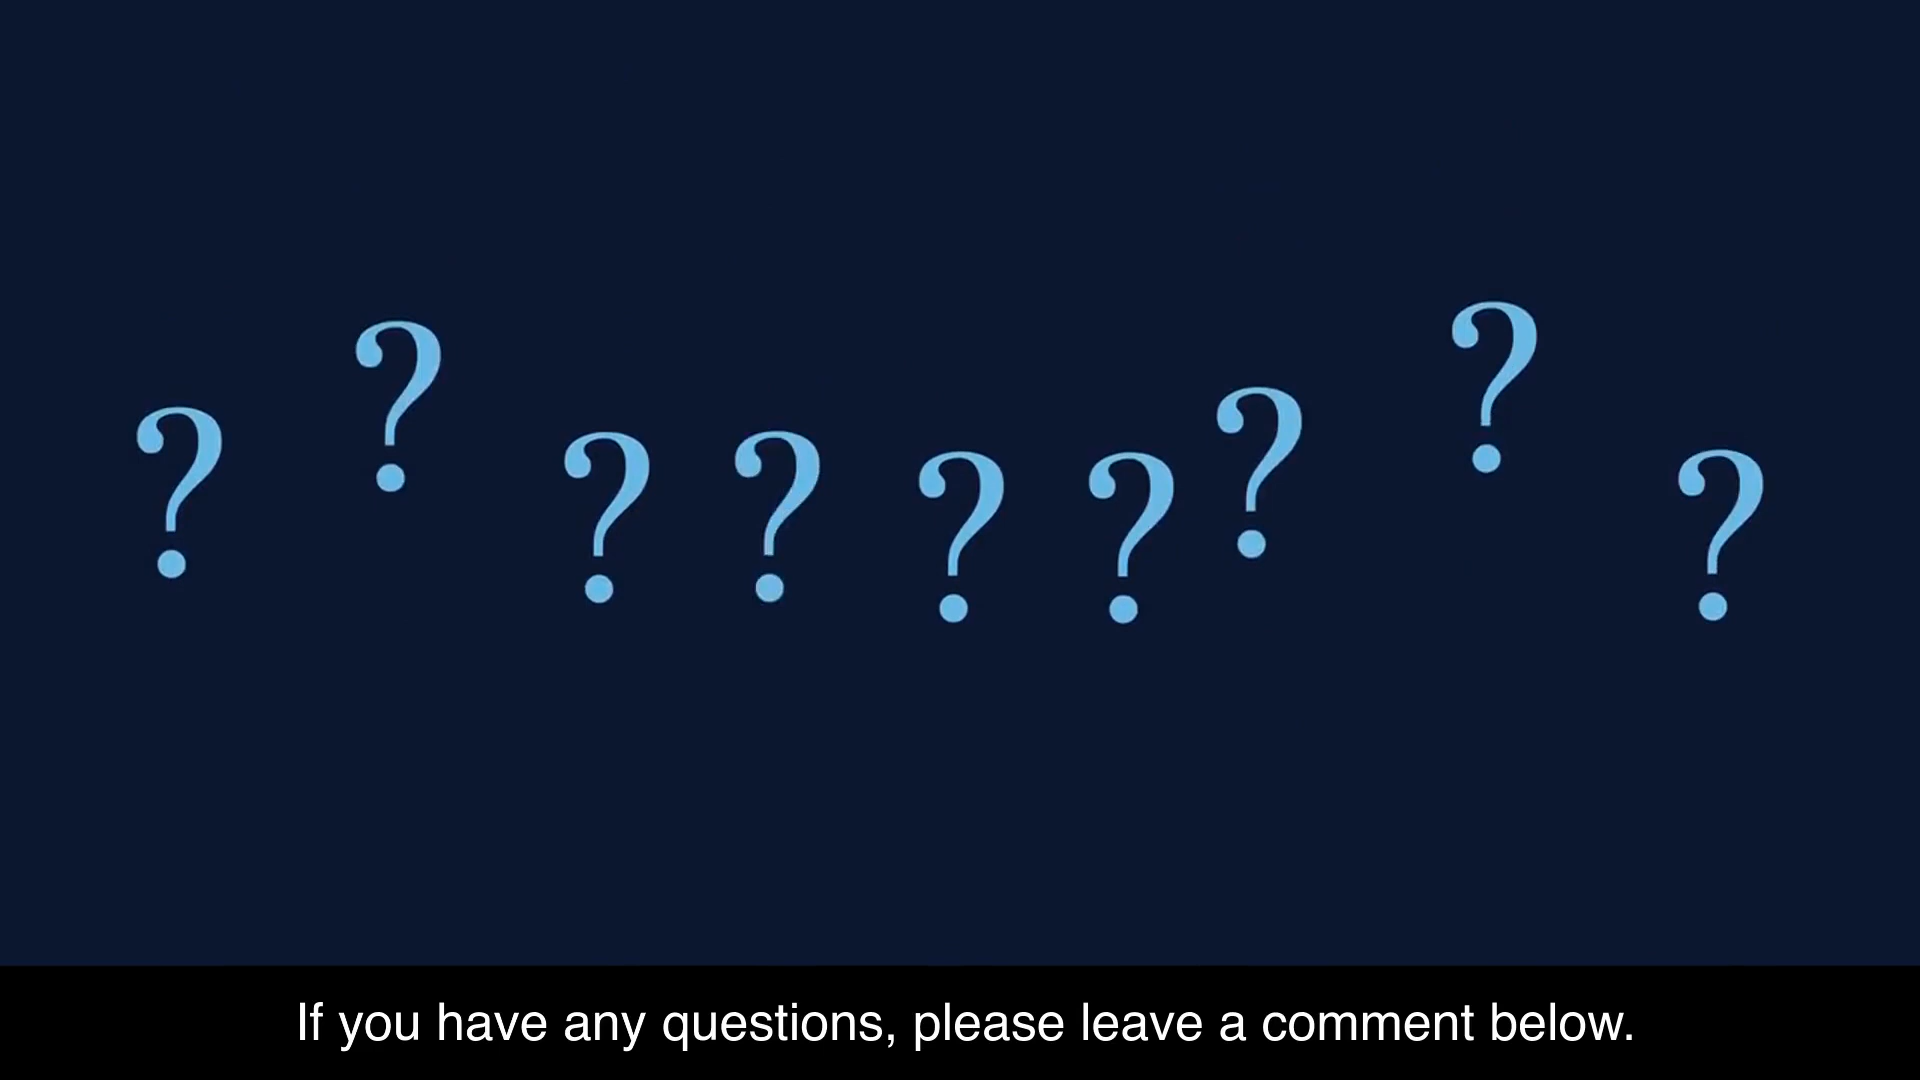 ? ? ? ? ? ? ? ? ?
If you have any questions, please leave a comment below.